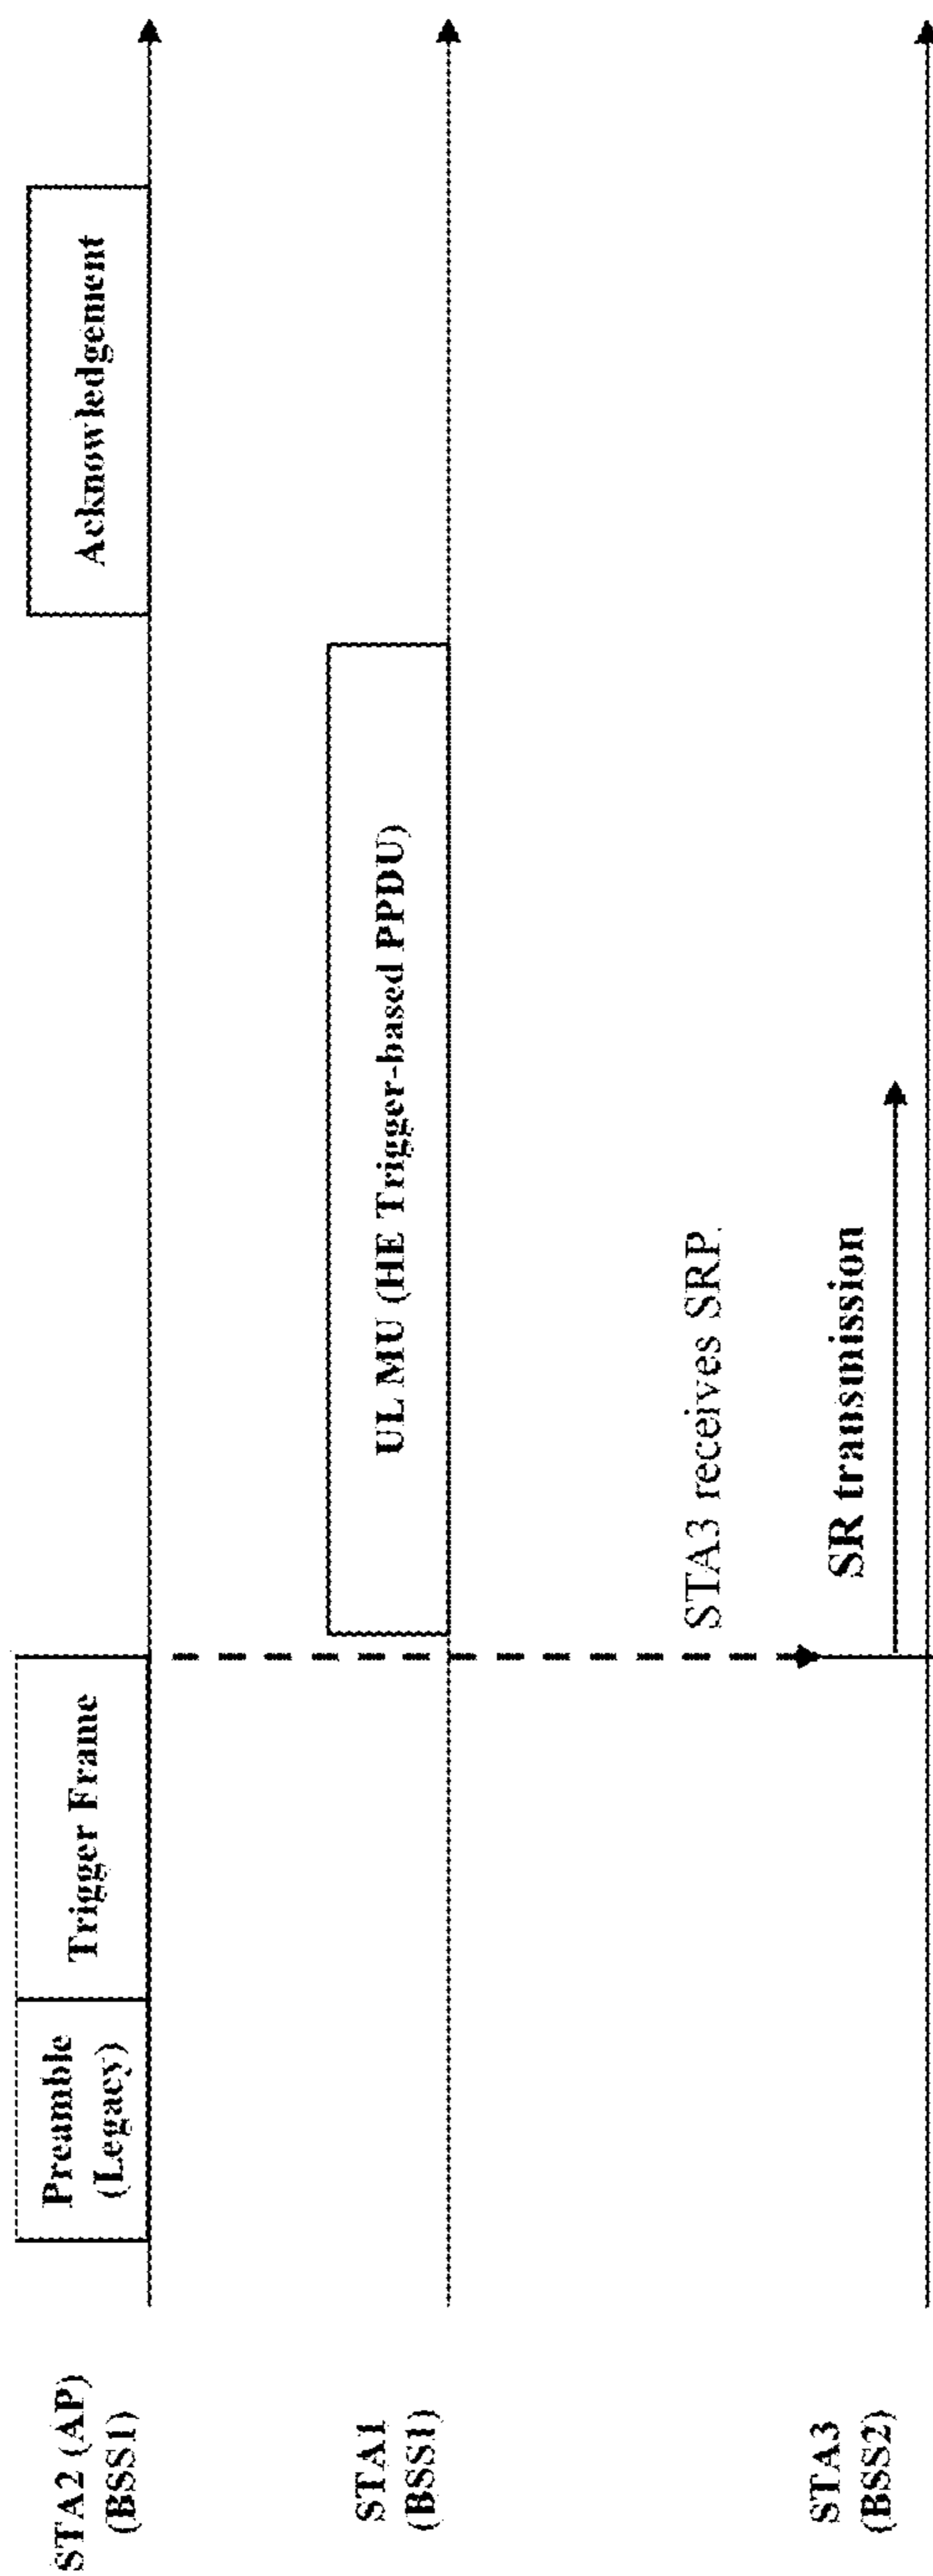 STA2 (AP)
(BSS1)
Preamble
(Legacy)
Trigger Frame
Acknowledgement
STA1
(BSS1)
UL MU (HE Trigger-based PPDU)
STA3 receives SRP.
STA3
(BSS2)
SR transmission